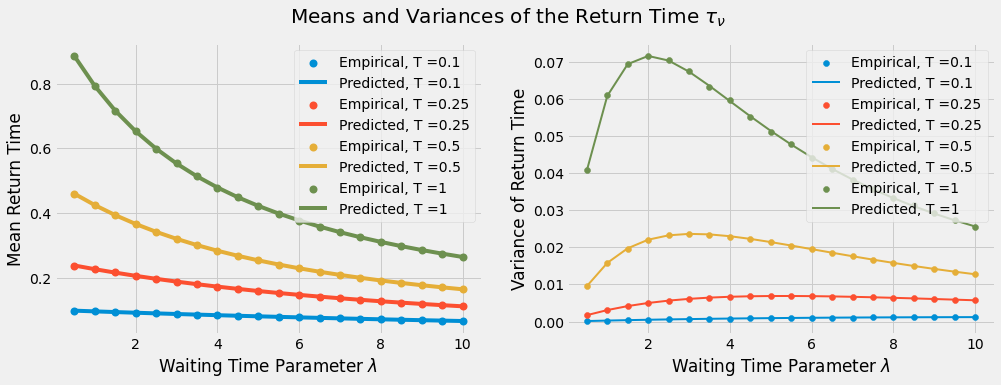 Means and Variances of the Return Time τν
Mean Return Time
0.8
0.6
0.4
0.2
2
4
6
8
10
Waiting Time Parameter λ
Empirical, T =0.1
Predicted, T =0.1
Empirical, T =0.25
Predicted, T =0.25
Empirical, T =0.5
Predicted, T =0.5
Empirical, T =1
Predicted, T =1
Variance of Return Time
0.07
0.06
0.05
0.04
0.03
0.02
0.01
0.00
2
4
6
8
10
Waiting Time Parameter λ
Empirical, T =0.1
Predicted, T =0.1
Empirical, T =0.25
Predicted, T =0.25
Empirical, T =0.5
Predicted, T =0.5
Empirical, T =1
Predicted, T =1